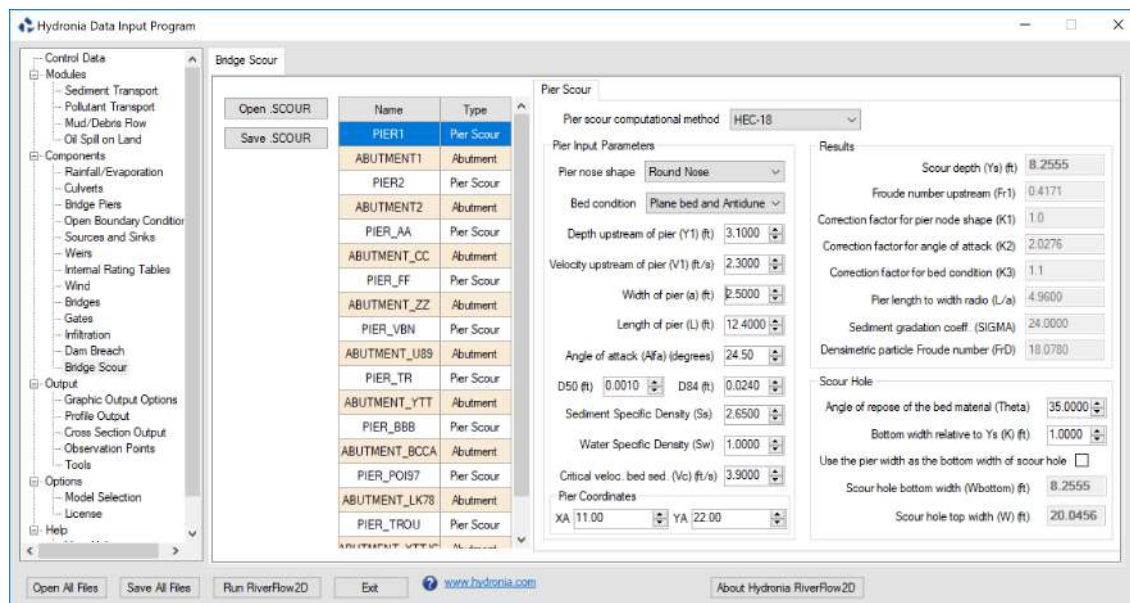 Hydronia Data Input Program
Control Data
Modules
Sediment Transport
Pollutant Transport
Mud/Debris Flow
Oil Spill on Land
Components
Rainfall/Evaporation
Culverts
Bridge Piers
Open Boundary Condition
Sources and Sinks
Weirs
Internal Rating Tables
Wind
Bridges
Gates
Infiltration
Dam Breach
Bridge Scour
Output
Graphic Output Options
Profile Output
Cross Section Output
Observation Points
Tools
Options
Model Selection
License
Help
Bridge Scour
Open .SCOUR
Save .SCOUR
Name Type
PIER1 Pier Scour
ABUTMENT1 Abutment
PIER2 Pier Scour
ABUTMENT2 Abutment
PIER_AA Pier Scour
ABUTMENT_CC Abutment
PIER_FF Pier Scour
ABUTMENT_ZZ Abutment
PIER_VBN Pier Scour
ABUTMENT_U89 Abutment
PIER_TR Pier Scour
ABUTMENT_YTT Abutment
PIER_BBB Pier Scour
ABUTMENT_BCCA Abutment
PIER_POI97 Pier Scour
ABUTMENT_LK78 Abutment
PIER_TROU Pier Scour
Pier Scour
Pier scour computational method HEC-18
Pier Input Parameters
Pier nose shape Round Nose
Bed condition Plane bed and Antidune
Depth upstream of pier (Y1) (ft) 3.1000
Velocity upstream of pier (V1) (ft/s) 2.3000
Width of pier (a) (ft) 2.5000
Length of pier (L) (ft) 12.4000
Angle of attack (Alfa) (degrees) 24.50
D50 (ft) 0.0010 D84 (ft) 0.0240
Sediment Specific Density (Ss) 2.6500
Water Specific Density (Sw) 1.0000
Critical veloc. bed sed. (Vc) (ft/s) 3.9000
Pier Coordinates
XA 11.00 YA 22.00
Results
Scour depth (Ys) (ft) 8.2555
Froude number upstream (Fr1) 0.4171
Correction factor for pier node shape (K1) 1.0
Correction factor for angle of attack (K2) 2.0276
Correction factor for bed condition (K3) 1.1
Pier length to width radio (L/a) 4.9600
Sediment gradation coeff. (SIGMA) 24.0000
Densimetric particle Froude number (FrD) 18.0780
Scour Hole
Angle of repose of the bed material (Theta) 35.0000
Bottom width relative to Ys (K) (ft) 1.0000
Use the pier width as the bottom width of scour hole
Scour hole bottom width (Wbottom) (ft) 8.2555
Scour hole top width (W) (ft) 20.0456
Open All Files Save All Files Run RiverFlow2D Exit ? www.hydronia.com About Hydronia RiverFlow2D